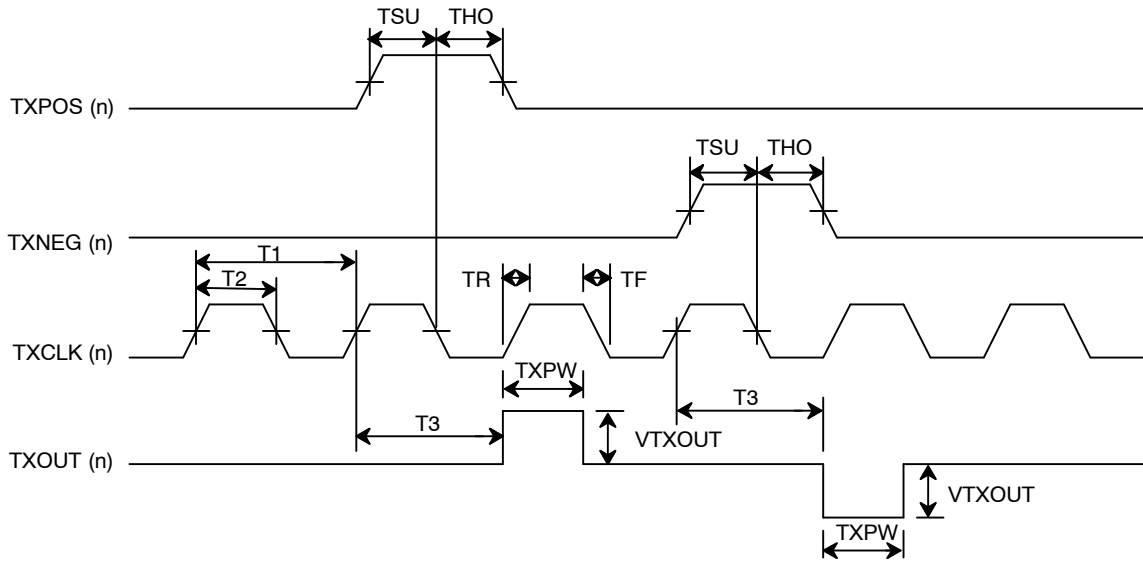 TSU THO
TXPOS (n)
TSU THO
TXNEG (n)
T1
T2
TR TF
TXCLK (n)
TXPW
T3
T3
VTXOUT
TXOUT (n)
VTXOUT
TXPW